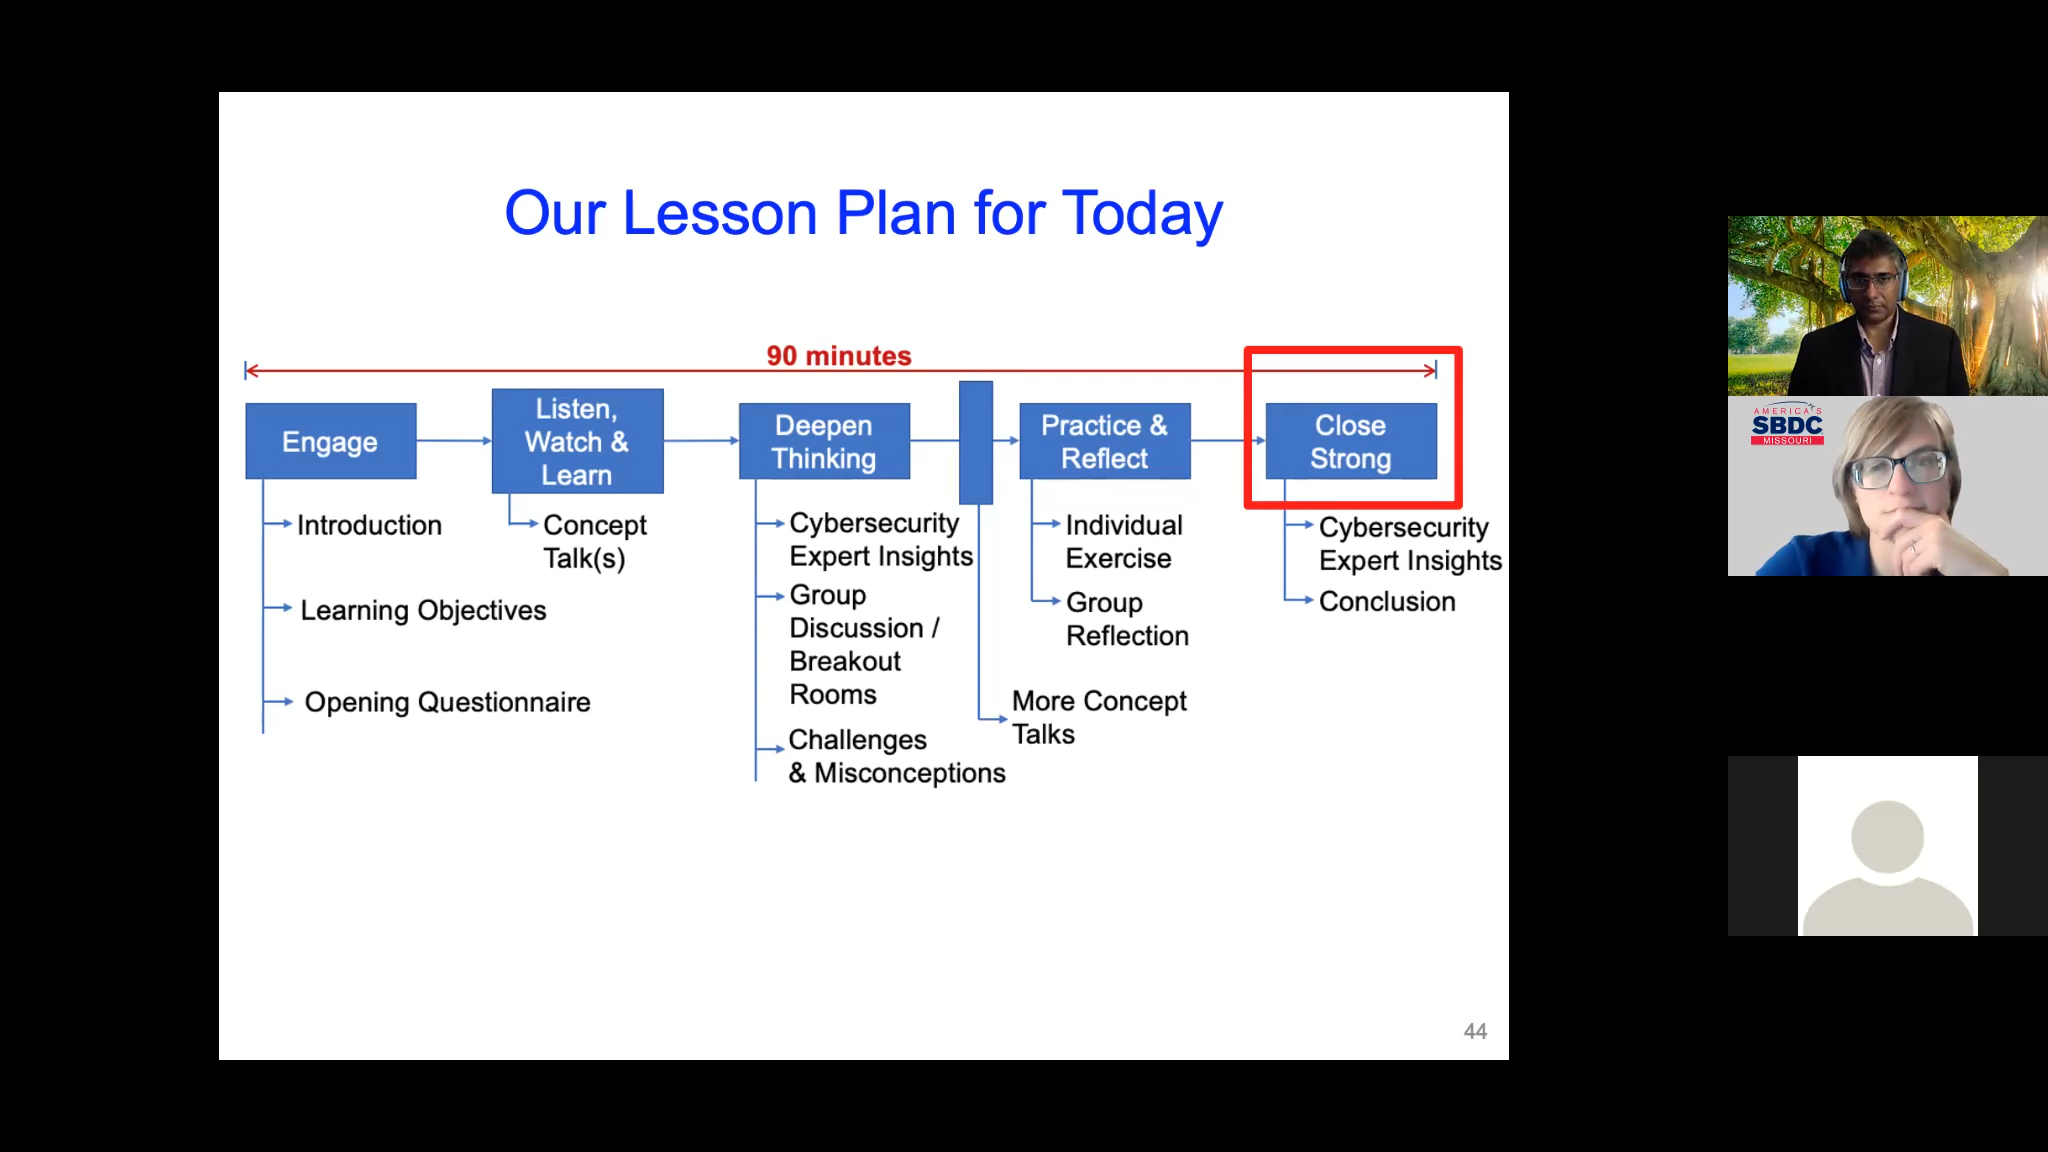 Our Lesson Plan for Today
90 minutes
Engage
Introduction
Learning Objectives
Opening Questionnaire
Listen,
Watch &
Learn
Concept
Talk(s)
Deepen
Thinking
Cybersecurity
Expert Insights
Group
Discussion /
Breakout
Rooms
Challenges
& Misconceptions
More Concept
Talks
Practice &
Reflect
Individual
Exercise
Group
Reflection
Close
Strong
Cybersecurity
Expert Insights
Conclusion
44
AMERICA'S
SBDC
MISSOURI